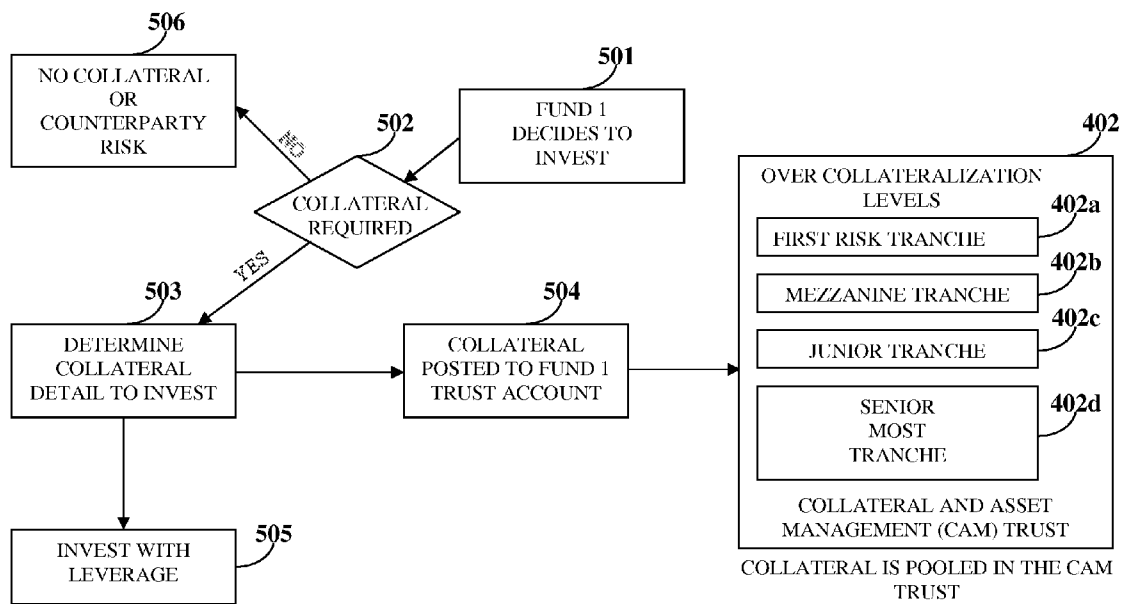 506
NO COLLATERAL
OR
COUNTERPARTY
RISK
501
FUND 1
DECIDES TO
INVEST
502
COLLATERAL
REQUIRED
NO
YES
503
DETERMINE
COLLATERAL
DETAIL TO INVEST
504
COLLATERAL
POSTED TO FUND 1
TRUST ACCOUNT
505
INVEST WITH
LEVERAGE
402
OVER COLLATERALIZATION
LEVELS
402a
FIRST RISK TRANCHE
402b
MEZZANINE TRANCHE
402c
JUNIOR TRANCHE
402d
SENIOR
MOST
TRANCHE
COLLATERAL AND ASSET
MANAGEMENT (CAM) TRUST
COLLATERAL IS POOLED IN THE CAM
TRUST